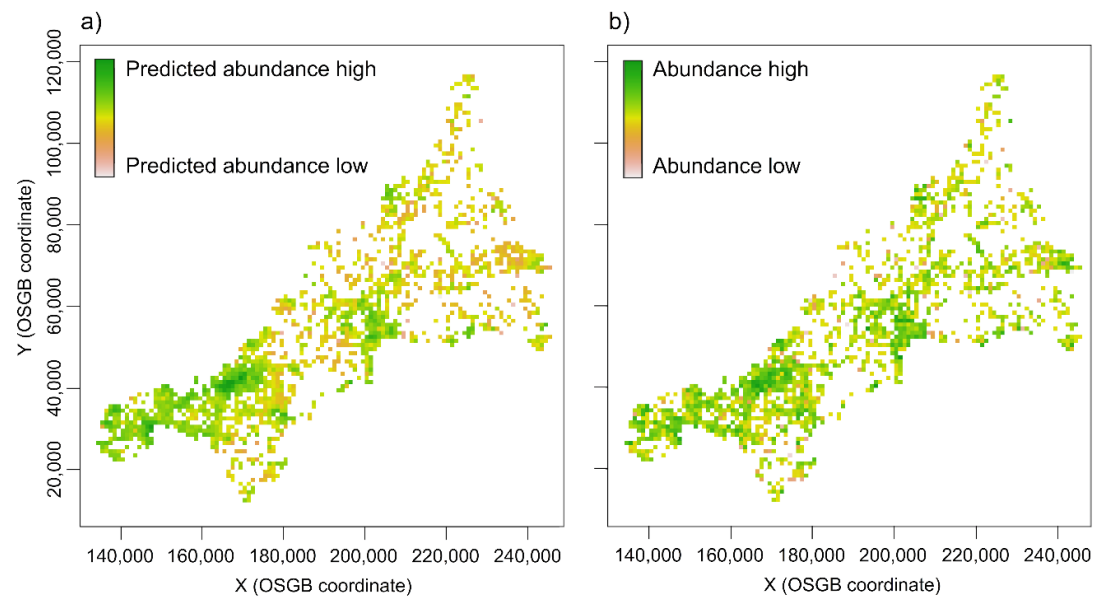 a)
Predicted abundance high
Predicted abundance low
Y (OSGB coordinate)
120,000
100,000
80,000
60,000
40,000
20,000
140,000 160,000 180,000 200,000 220,000 240,000
X (OSGB coordinate)
b)
Abundance high
Abundance low
140,000 160,000 180,000 200,000 220,000 240,000
X (OSGB coordinate)